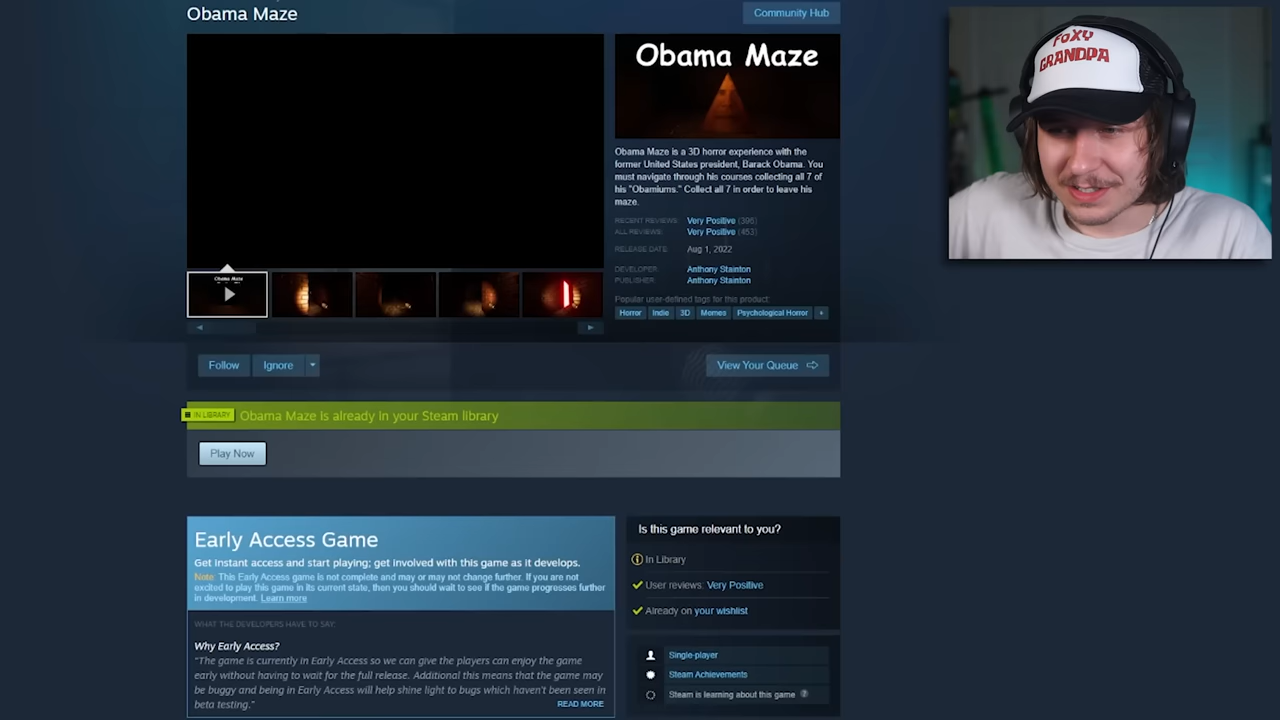 Obama Maze
Community Hub
FOXY
GRANDPA
Obama Maze
Obama Maze is a 3D horror experience with the
former United States president, Barack Obama. You
must navigate through his courses collecting all 7 of
his "Obamiums." Collect all 7 in order to leave his
maze.
RECENT REVIEWS: Very Positive (396)
ALL REVIEWS: Very Positive (453)
RELEASE DATE: Aug 1, 2022
DEVELOPER: Anthony Stainton
PUBLISHER: Anthony Stainton
Popular user-defined tags for this product:
Horror Indie 3D Memes Psychological Horror +
Obama Maze
Follow Ignore View Your Queue
IN LIBRARY Obama Maze is already in your Steam library
Play Now
Early Access Game
Get instant access and start playing; get involved with this game as it develops.
Note: This Early Access game is not complete and may or may not change further. If you are
not excited to play this game in its current state, then you should wait to see if the game progresses further
in development. Learn more
WHAT THE DEVELOPERS HAVE TO SAY:
Why Early Access?
"The game is currently in Early Access so we can give the players can enjoy the game
early without having to wait for the full release. Additional this means that the game may
be buggy and being in Early Access will help shine light to bugs which haven't been seen in
beta testing."
READ MORE
Is this game relevant to you?
In Library
User reviews: Very Positive
Already on your wishlist
Single-player
Steam Achievements
Steam is learning about this game ?